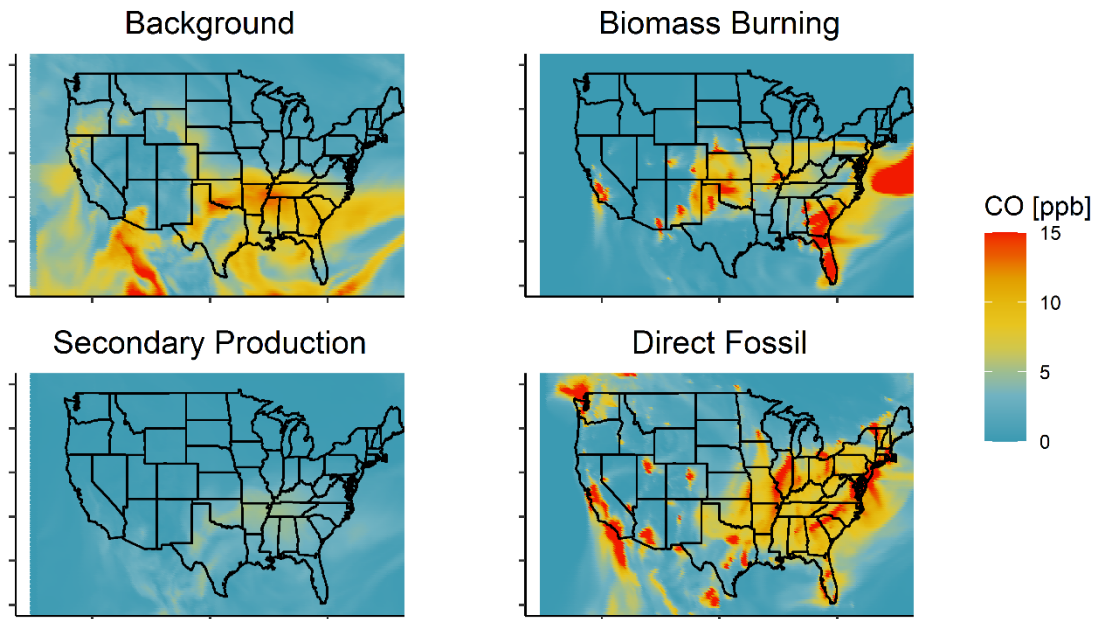 Background
Biomass Burning
Secondary Production
Direct Fossil
CO [ppb]
15
10
5
0